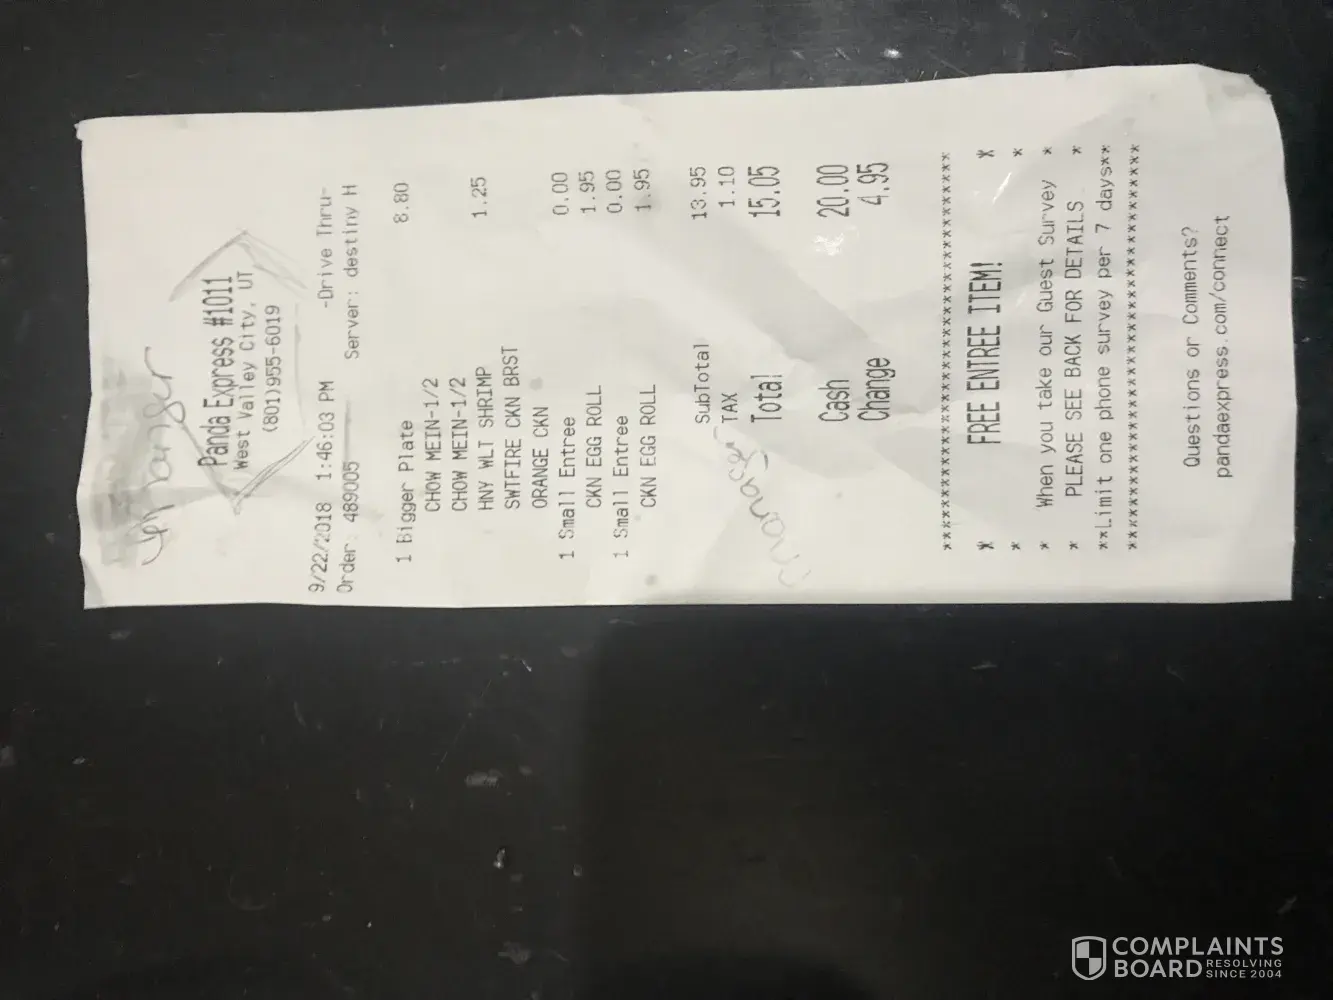 Manager
Panda Express #1011
West Valley City, UT
(801)955-6019
9/22/2018 1:46:03 PM -Drive Thru-
Order: 489005 Server: destiny H
1 Bigger Plate 8.80
CHOW MEIN-1/2
CHOW MEIN-1/2
HNY WLT SHRIMP 1.25
SWTFIRE CKN BRST
ORANGE CKN
1 Small Entree 0.00
CKN EGG ROLL 1.95
1 Small Entree 0.00
CKN EGG ROLL 1.95
SubTotal 13.95
TAX 1.10
Total 15.05
Manager
Cash 20.00
Change 4.95
****************************************
* FREE ENTREE ITEM! *
* *
* When you take our Guest Survey *
* PLEASE SEE BACK FOR DETAILS *
**Limit one phone survey per 7 days**
****************************************
Questions or Comments?
pandaexpress.com/connect
COMPLAINTS
BOARD RESOLVING
SINCE 2004